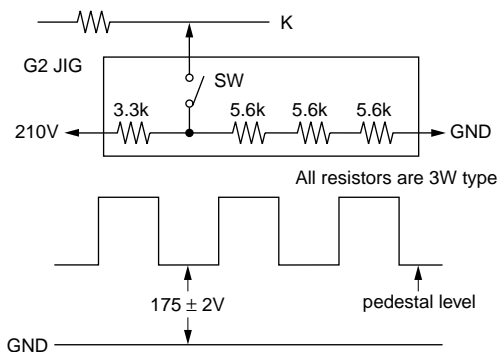 K
G2 JIG
SW
3.3k 5.6k 5.6k 5.6k
210V GND
All resistors are 3W type
175 ± 2V pedestal level
GND